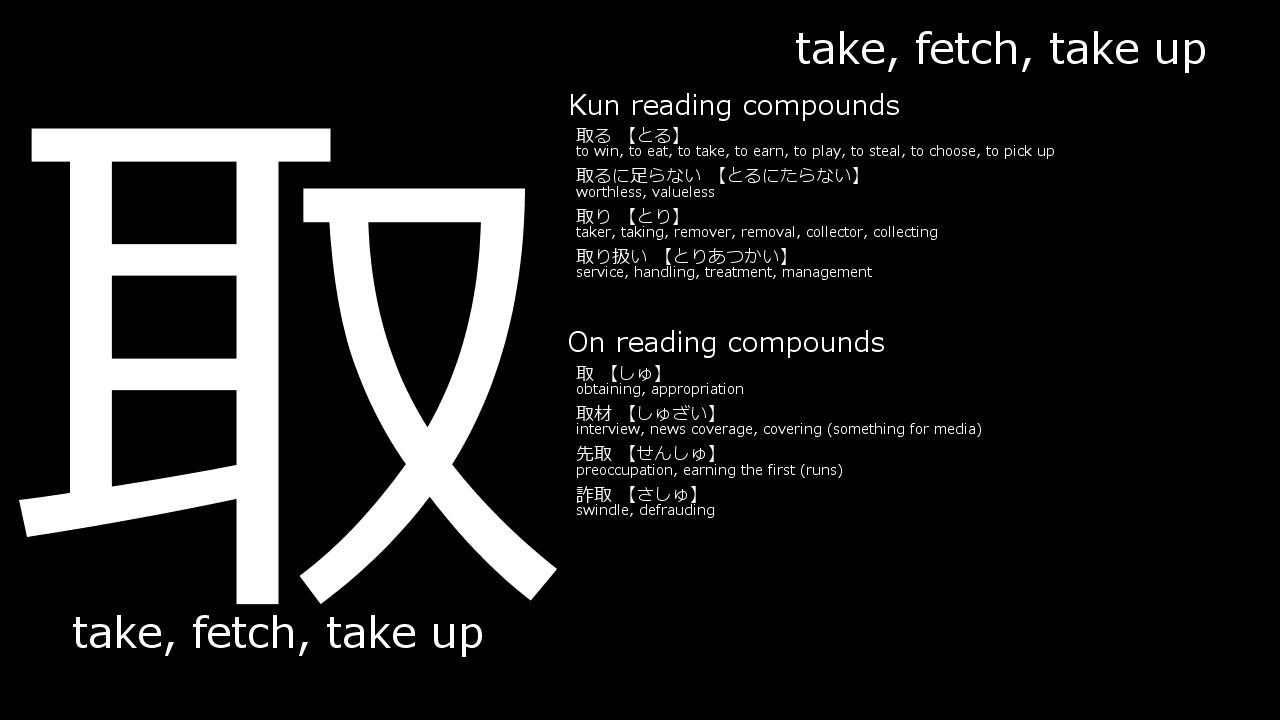 取
take, fetch, take up
take, fetch, take up
Kun reading compounds
取る 【とる】
to win, to eat, to take, to earn, to play, to steal, to choose, to pick up
取るに足らない 【とるにたらない】
worthless, valueless
取り 【とり】
taker, taking, remover, removal, collector, collecting
取り扱い 【とりあつかい】
service, handling, treatment, management
On reading compounds
取 【しゅ】
obtaining, appropriation
取材 【しゅざい】
interview, news coverage, covering (something for media)
先取 【せんしゅ】
preoccupation, earning the first (runs)
詐取 【さしゅ】
swindle, defrauding